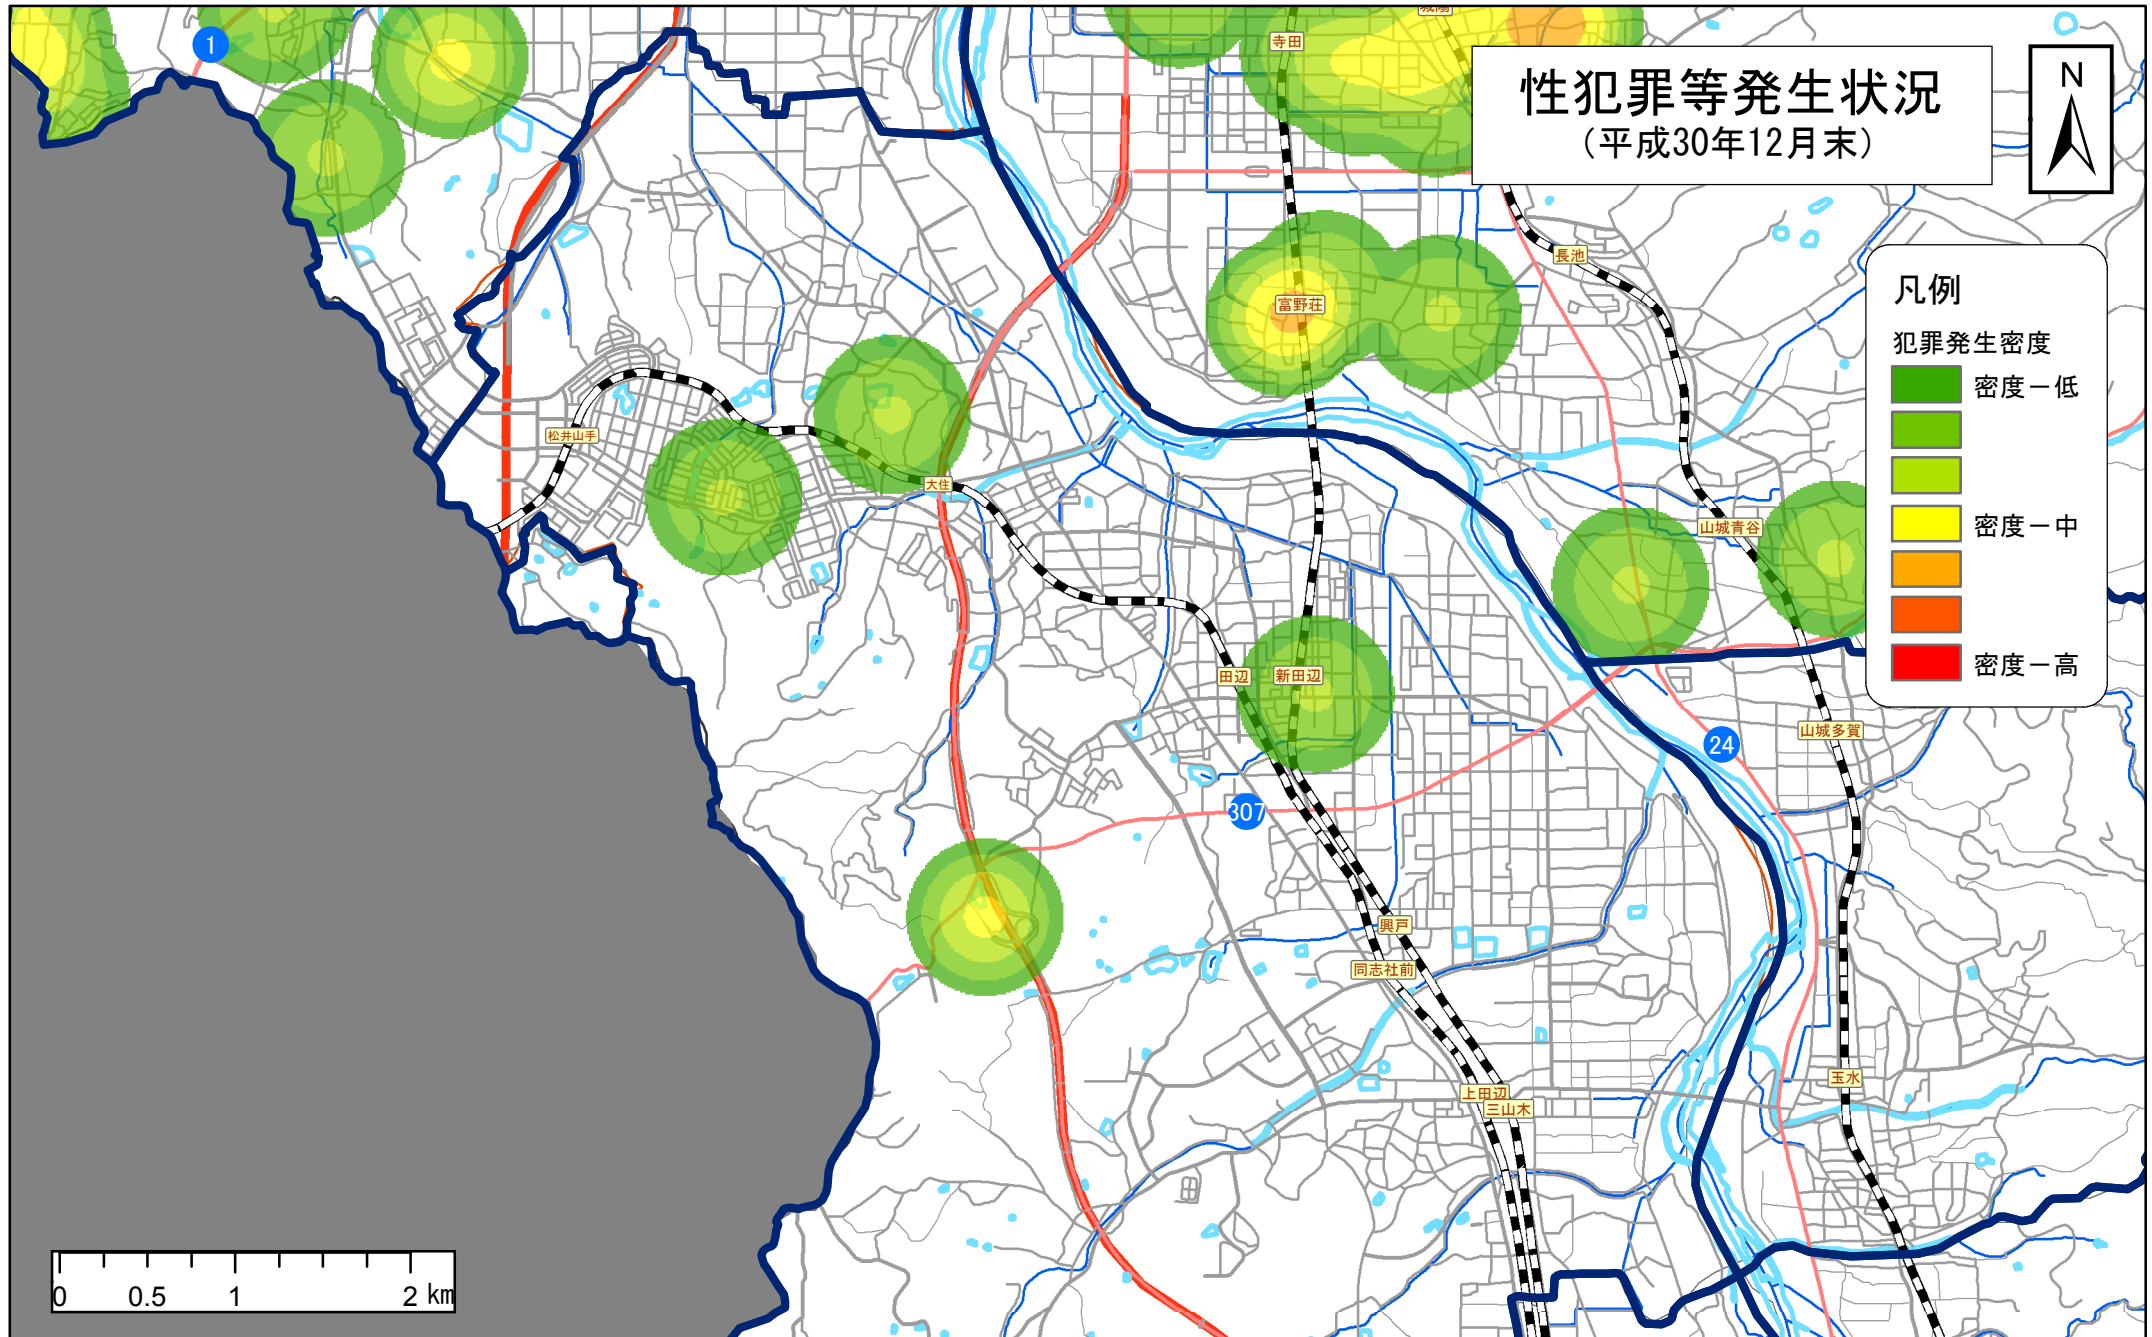 性犯罪等発生状況
（平成30年12月末）
N
凡例
犯罪発生密度
密度－低
密度－中
密度－高
1
寺田
城陽
長池
富野荘
松井山手
大住
山城青谷
田辺
新田辺
24
山城多賀
307
興戸
同志社前
上田辺
三山木
玉水
0 0.5 1 2 km